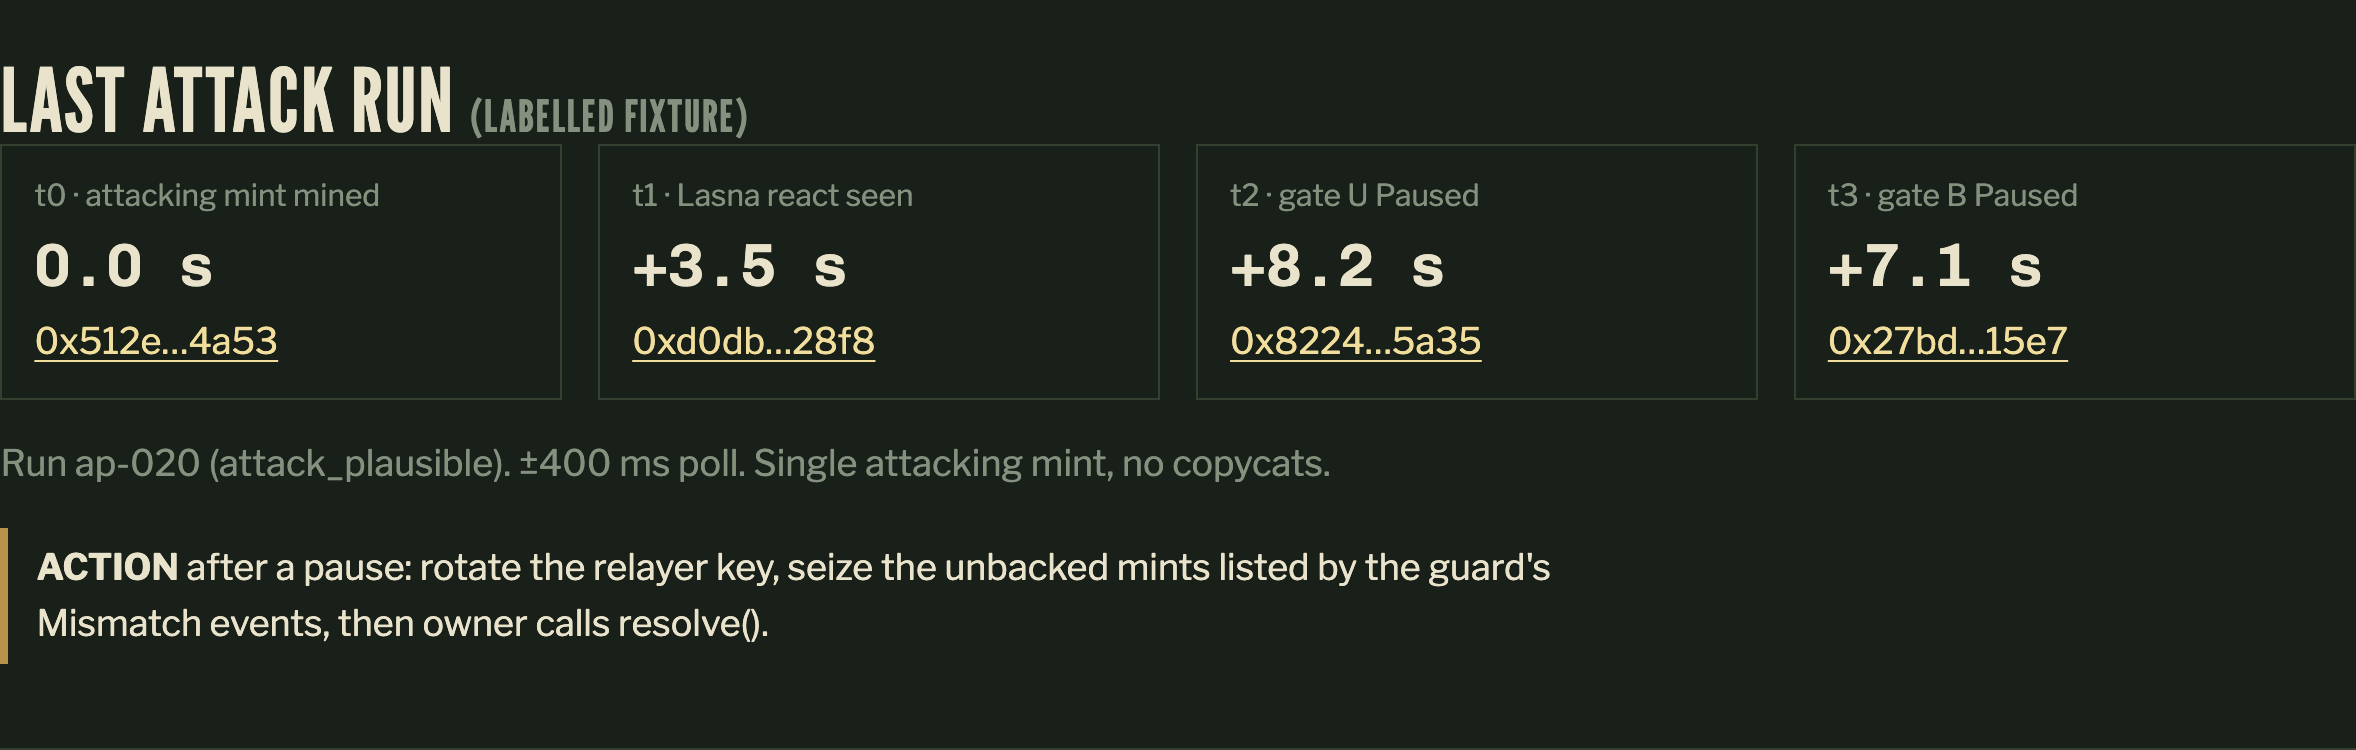 LAST ATTACK RUN (LABELLED FIXTURE)
t0 · attacking mint mined
0.0 s
0x512e...4a53
t1 · Lasna react seen
+3.5 s
0xd0db...28f8
t2 · gate U Paused
+8.2 s
0x8224...5a35
t3 · gate B Paused
+7.1 s
0x27bd...15e7
Run ap-020 (attack_plausible). ±400 ms poll. Single attacking mint, no copycats.
ACTION after a pause: rotate the relayer key, seize the unbacked mints listed by the guard's
Mismatch events, then owner calls resolve().